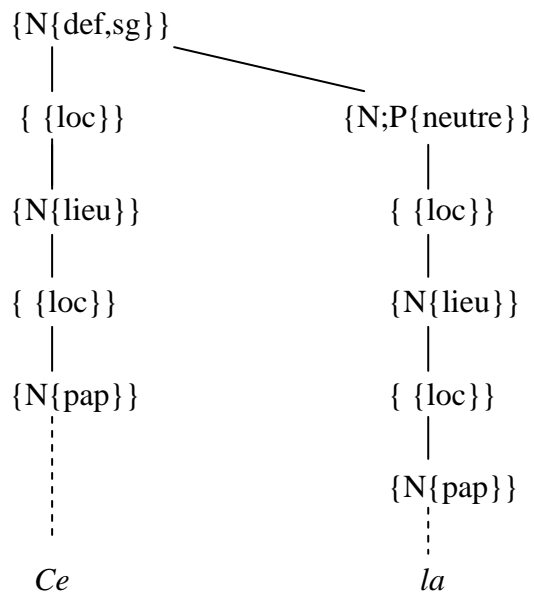 {N{def,sg}}
{ {loc}} {N;P{neutre}}
{N{lieu}} { {loc}}
{ {loc}} {N{lieu}}
{N{pap}} { {loc}}
{N{pap}}
Ce la